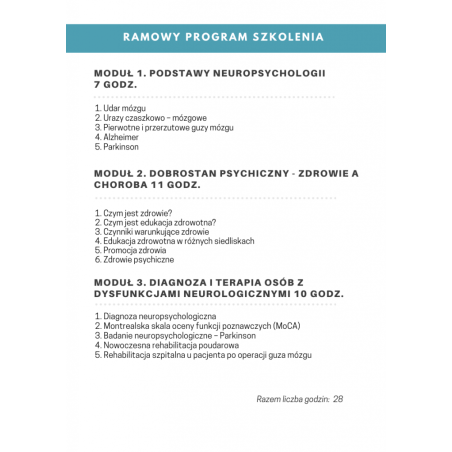 RAMOWY PROGRAM SZKOLENIA
MODUŁ 1. PODSTAWY NEUROPSYCHOLOGII
7 GODZ.
1. Udar mózgu
2. Urazy czaszkowo – mózgowe
3. Pierwotne i przerzutowe guzy mózgu
4. Alzheimer
5. Parkinson
MODUŁ 2. DOBROSTAN PSYCHICZNY - ZDROWIE A
CHOROBA 11 GODZ.
1. Czym jest zdrowie?
2. Czym jest edukacja zdrowotna?
3. Czynniki warunkujące zdrowie
4. Edukacja zdrowotna w różnych siedliskach
5. Promocja zdrowia
6. Zdrowie psychiczne
MODUŁ 3. DIAGNOZA I TERAPIA OSÓB Z
DYSFUNKCJAMI NEUROLOGICZNYMI 10 GODZ.
1. Diagnoza neuropsychologiczna
2. Montrealska skala oceny funkcji poznawczych (MoCA)
3. Badanie neuropsychologiczne – Parkinson
4. Nowoczesna rehabilitacja poudarowa
5. Rehabilitacja szpitalna u pacjenta po operacji guza mózgu
Razem liczba godzin: 28